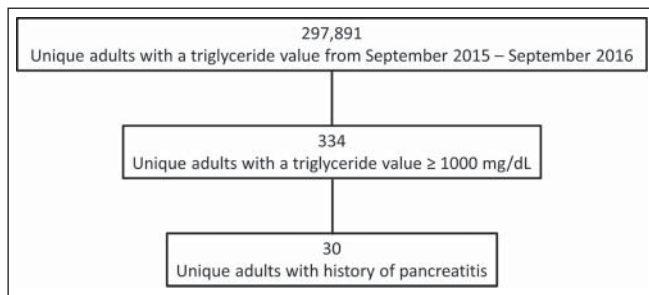 297,891
Unique adults with a triglyceride value from September 2015 – September 2016
334
Unique adults with a triglyceride value ≥ 1000 mg/dL
30
Unique adults with history of pancreatitis